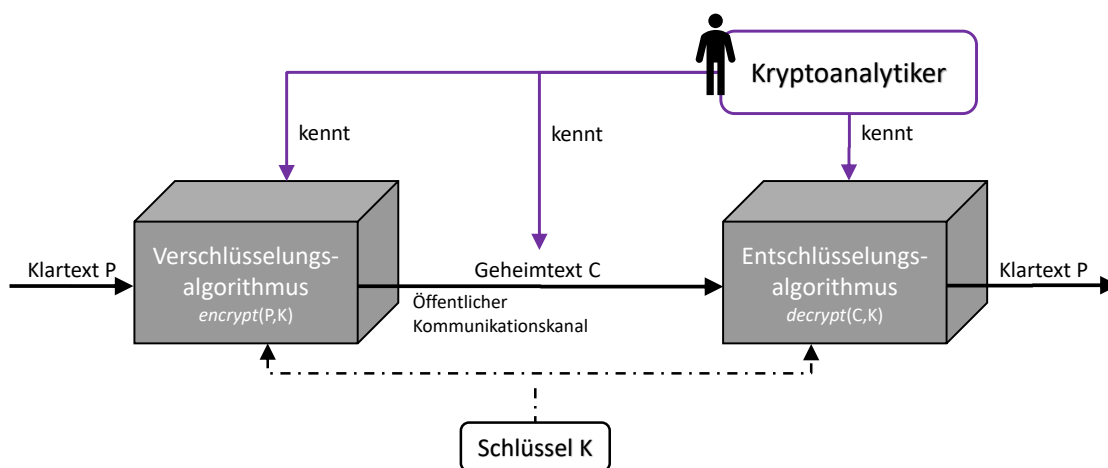 Kryptoanalytiker
kennt
kennt
kennt
Verschlüsselungs-
algorithmus
encrypt(P,K)
Entschlüsselungs-
algorithmus
decrypt(C,K)
Klartext P
Geheimtext C
Klartext P
Öffentlicher
Kommunikationskanal
Schlüssel K